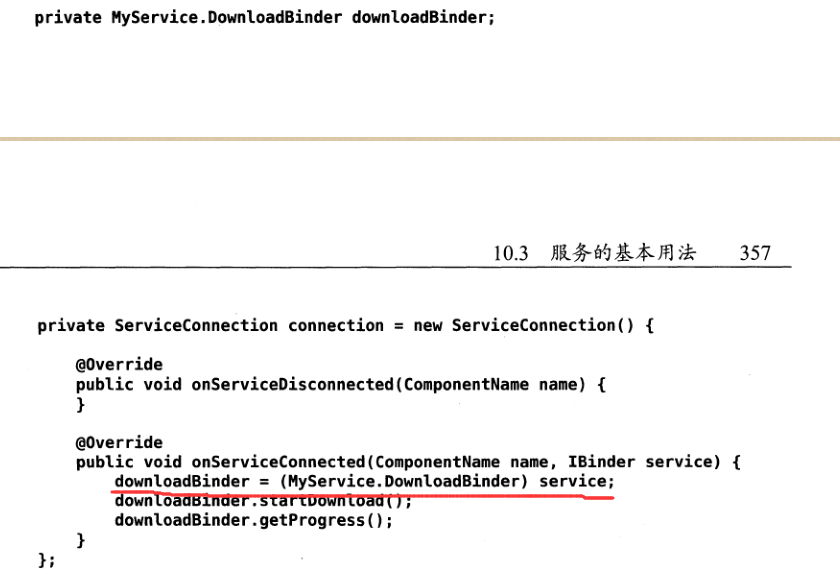 private MyService.DownloadBinder downloadBinder;
10.3 服务的基本用法 357
private ServiceConnection connection = new ServiceConnection() {
@Override
public void onServiceDisconnected(ComponentName name) {
}
@Override
public void onServiceConnected(ComponentName name, IBinder service) {
downloadBinder = (MyService.DownloadBinder) service;
downloadBinder.startDownload();
downloadBinder.getProgress();
}
};